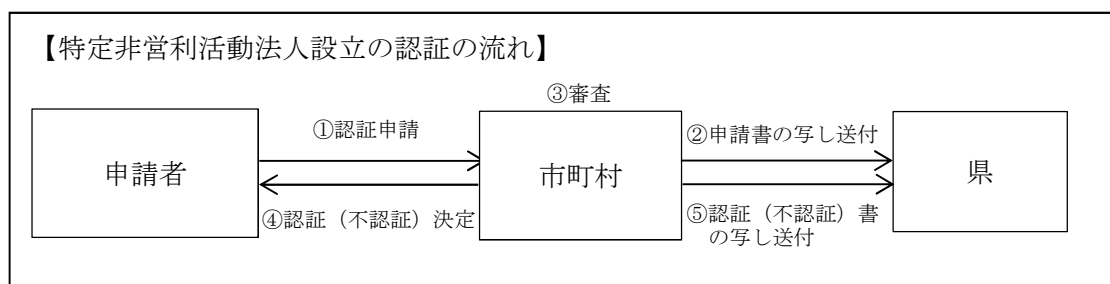 【特定非営利活動法人設立の認証の流れ】
③審査
①認証申請
②申請書の写し送付
申請者
市町村
県
④認証（不認証）決定
⑤認証（不認証）書
の写し送付